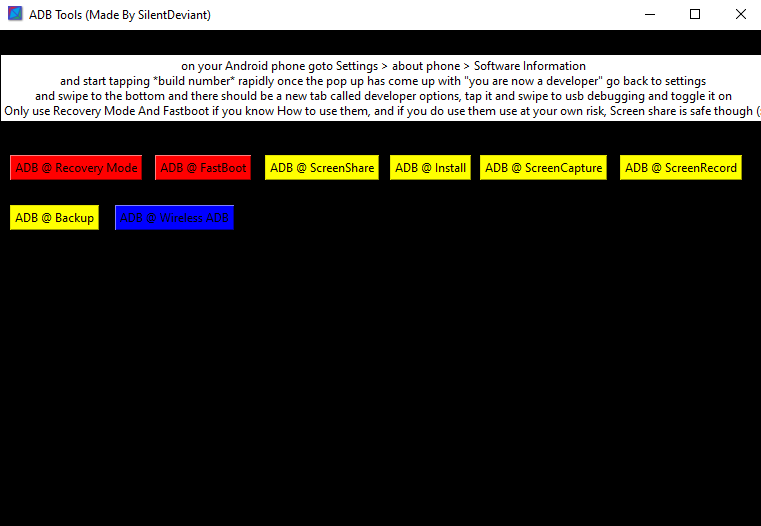 ADB Tools (Made By SilentDeviant)
on your Android phone goto Settings > about phone > Software Information
and start tapping *build number* rapidly once the pop up has come up with "you are now a developer" go back to settings
and swipe to the bottom and there should be a new tab called developer options, tap it and swipe to usb debugging and toggle it on
Only use Recovery Mode And Fastboot if you know How to use them, and if you do use them use at your own risk, Screen share is safe though
ADB @ Recovery Mode ADB @ FastBoot ADB @ ScreenShare ADB @ Install ADB @ ScreenCapture ADB @ ScreenRecord
ADB @ Backup ADB @ Wireless ADB